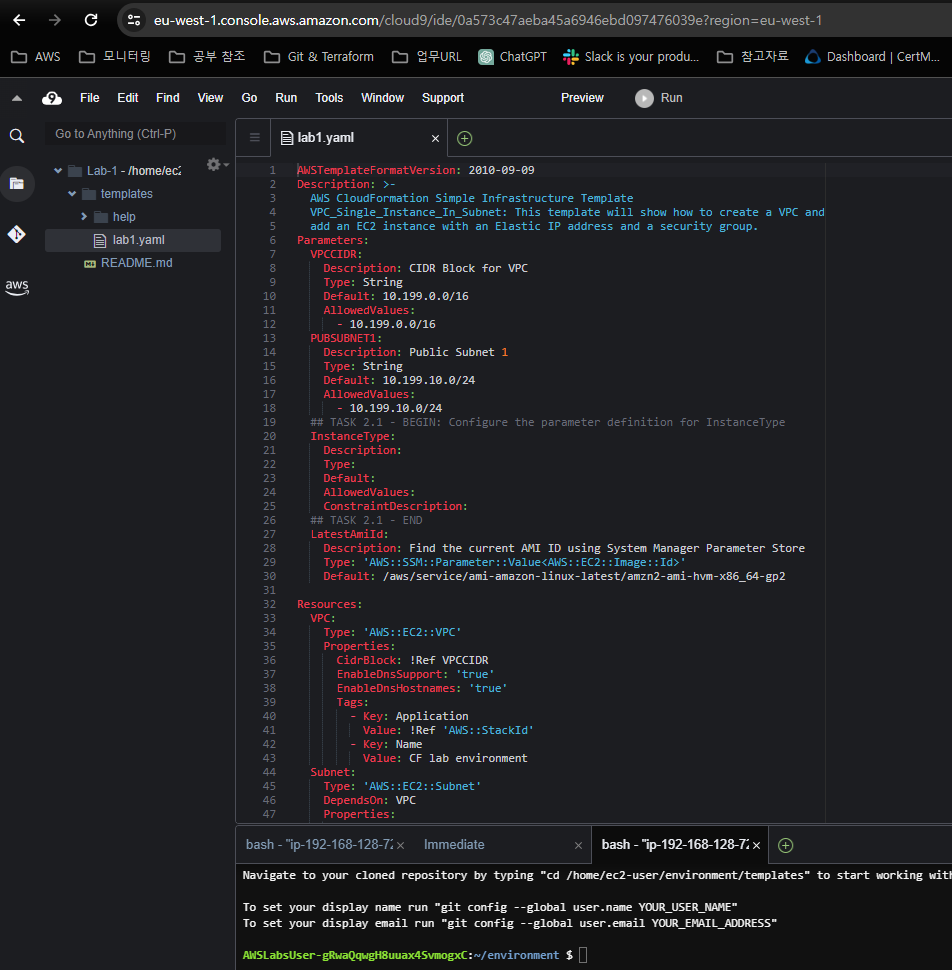 eu-west-1.console.aws.amazon.com/cloud9/ide/0a573c47aeba45a6946ebd097476039e?region=eu-west-1
AWS 모니터링 공부 참조 Git & Terraform 업무URL ChatGPT Slack is your produ... 참고자료 Dashboard | CertM...
9 File Edit Find View Go Run Tools Window Support Preview Run
Go to Anything (Ctrl-P)
lab1.yaml
Lab-1 - /home/ec2
templates
help
lab1.yaml
README.md
aws
1 AWSTemplateFormatVersion: 2010-09-09
2 Description: >-
3 AWS CloudFormation Simple Infrastructure Template
4 VPC_Single_Instance_In_Subnet: This template will show how to create a VPC and
5 add an EC2 instance with an Elastic IP address and a security group.
6 Parameters:
7 VPCCIDR:
8 Description: CIDR Block for VPC
9 Type: String
10 Default: 10.199.0.0/16
11 AllowedValues:
12 - 10.199.0.0/16
13 PUBSUBNET1:
14 Description: Public Subnet 1
15 Type: String
16 Default: 10.199.10.0/24
17 AllowedValues:
18 - 10.199.10.0/24
19 ## TASK 2.1 - BEGIN: Configure the parameter definition for InstanceType
20 InstanceType:
21 Description:
22 Type:
23 Default:
24 AllowedValues:
25 ConstraintDescription:
26 ## TASK 2.1 - END
27 LatestAmiId:
28 Description: Find the current AMI ID using System Manager Parameter Store
29 Type: 'AWS::SSM::Parameter::Value<AWS::EC2::Image::Id>'
30 Default: /aws/service/ami-amazon-linux-latest/amzn2-ami-hvm-x86_64-gp2
31
32 Resources:
33 VPC:
34 Type: 'AWS::EC2::VPC'
35 Properties:
36 CidrBlock: !Ref VPCCIDR
37 EnableDnsSupport: 'true'
38 EnableDnsHostnames: 'true'
39 Tags:
40 - Key: Application
41 Value: !Ref 'AWS::StackId'
42 - Key: Name
43 Value: CF lab environment
44 Subnet:
45 Type: 'AWS::EC2::Subnet'
46 DependsOn: VPC
47 Properties:
bash - "ip-192-168-128-72 Immediate bash - "ip-192-168-128-72
Navigate to your cloned repository by typing "cd /home/ec2-user/environment/templates" to start working with
To set your display name run "git config --global user.name YOUR_USER_NAME"
To set your display email run "git config --global user.email YOUR_EMAIL_ADDRESS"
AWSLabsUser-gRwaQqwgH8uuax4SvmogxC:~/environment $